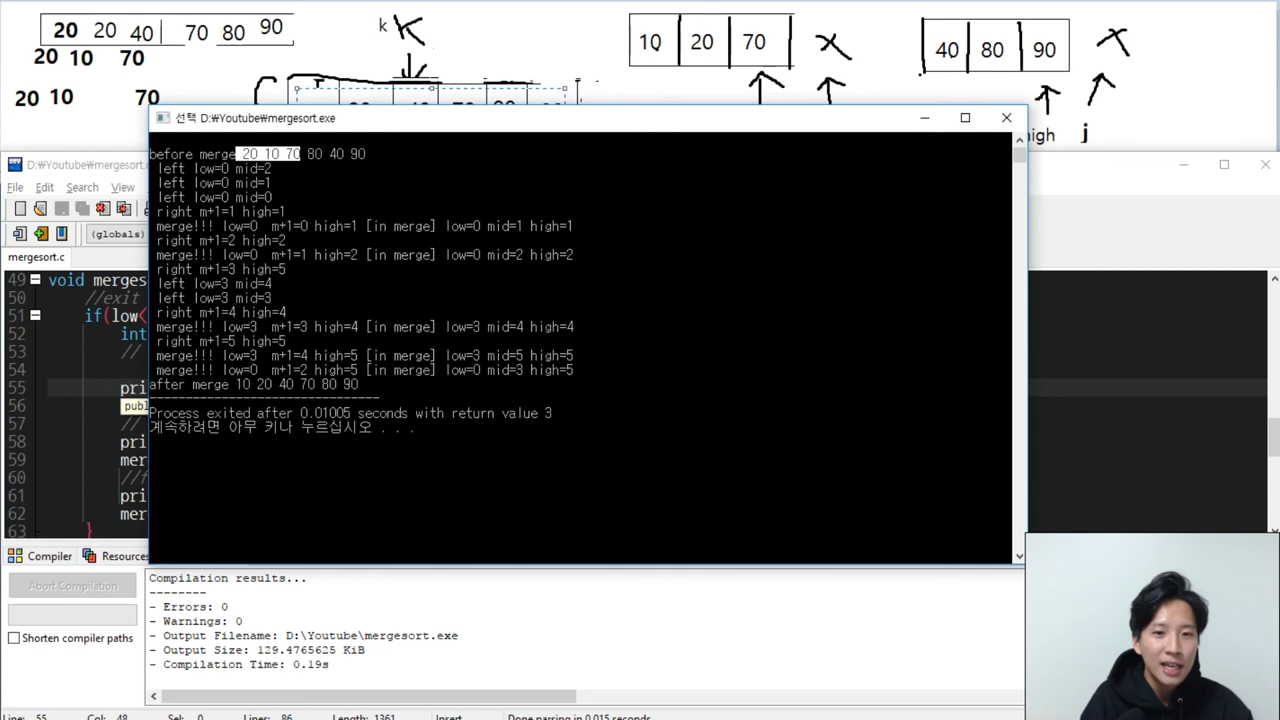 20 20 40 70 80 90
20 10 70
20 10 70
k K
10 20 70 X
40 80 90 X
high j
선택 D:\Youtube\mergesort.exe
before merge 20 10 70 80 40 90
left low=0 mid=2
left low=0 mid=1
left low=0 mid=0
right m+1=1 high=1
merge!!! low=0  m+1=0 high=1 [in merge] low=0 mid=1 high=1
right m+1=2 high=2
merge!!! low=0  m+1=1 high=2 [in merge] low=0 mid=2 high=2
right m+1=3 high=5
left low=3 mid=4
left low=3 mid=3
right m+1=4 high=4
merge!!! low=3  m+1=3 high=4 [in merge] low=3 mid=4 high=4
right m+1=5 high=5
merge!!! low=3  m+1=4 high=5 [in merge] low=3 mid=5 high=5
merge!!! low=0  m+1=2 high=5 [in merge] low=0 mid=3 high=5
after merge 10 20 40 70 80 90
--------------------------------
Process exited after 0.01005 seconds with return value 3
계속하려면 아무 키나 누르십시오 . . .
D:\Youtube\mergesort.
File Edit Search View
(globals)
mergesort.c
49 void merges
50 //exit
51 if(low<
52 int
53 //
54
55 pri
56 publ
57 //
58 pri
59 mer
60 //f
61 pri
62 mer
63 }
Compiler Resources
Abort Compilation
Shorten compiler paths
Compilation results...
--------
- Errors: 0
- Warnings: 0
- Output Filename: D:\Youtube\mergesort.exe
- Output Size: 129.4765625 KiB
- Compilation Time: 0.19s
Line: 55 Col: 48 Sel: 0 Lines: 86 Length: 1361 Insert Done parsing in 0.015 seconds